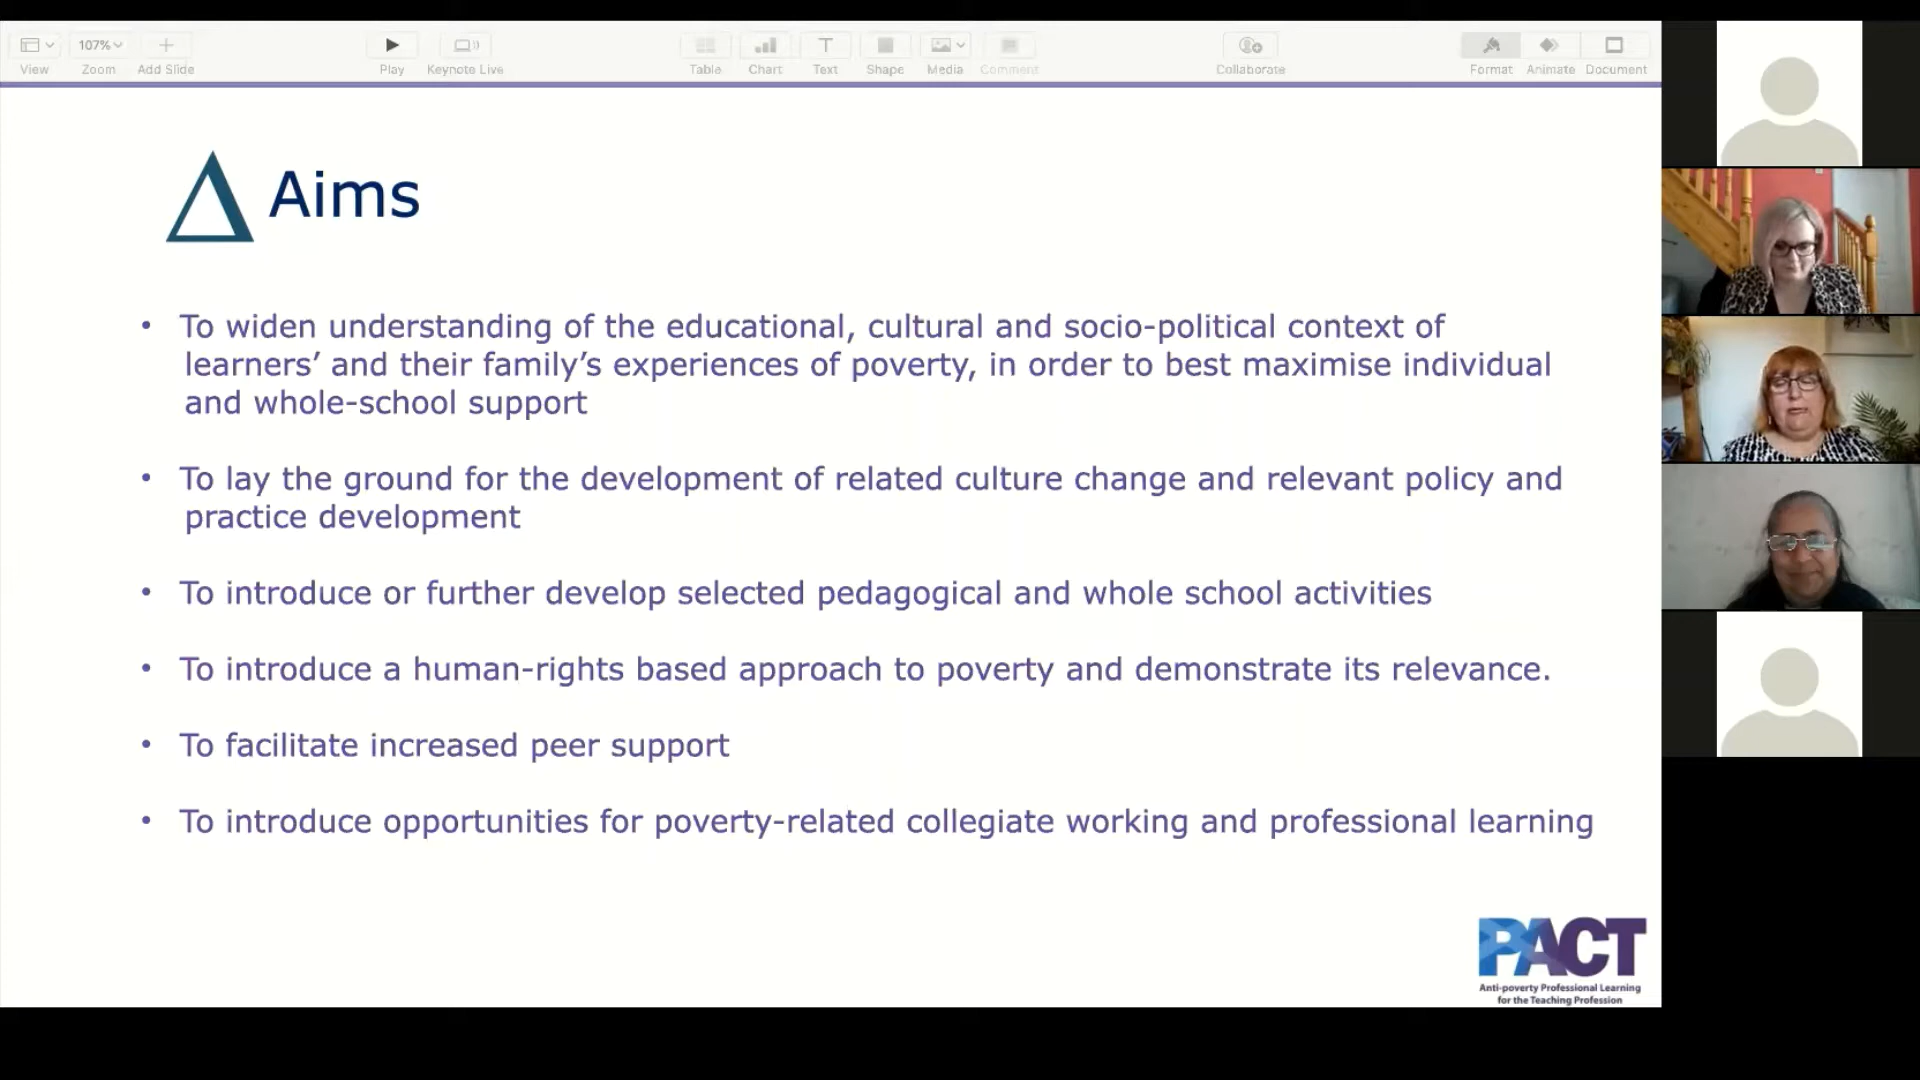 107%
View
Zoom
Add Slide
Play
Keynote Live
Table
Chart
T
Text
Shape
Media
Comment
Collaborate
Format
Animate
Document
Aims
• To widen understanding of the educational, cultural and socio-political context of
learners’ and their family’s experiences of poverty, in order to best maximise individual
and whole-school support
• To lay the ground for the development of related culture change and relevant policy and
practice development
• To introduce or further develop selected pedagogical and whole school activities
• To introduce a human-rights based approach to poverty and demonstrate its relevance.
• To facilitate increased peer support
• To introduce opportunities for poverty-related collegiate working and professional learning
PACT
Anti-poverty Professional Learning
for the Teaching Profession